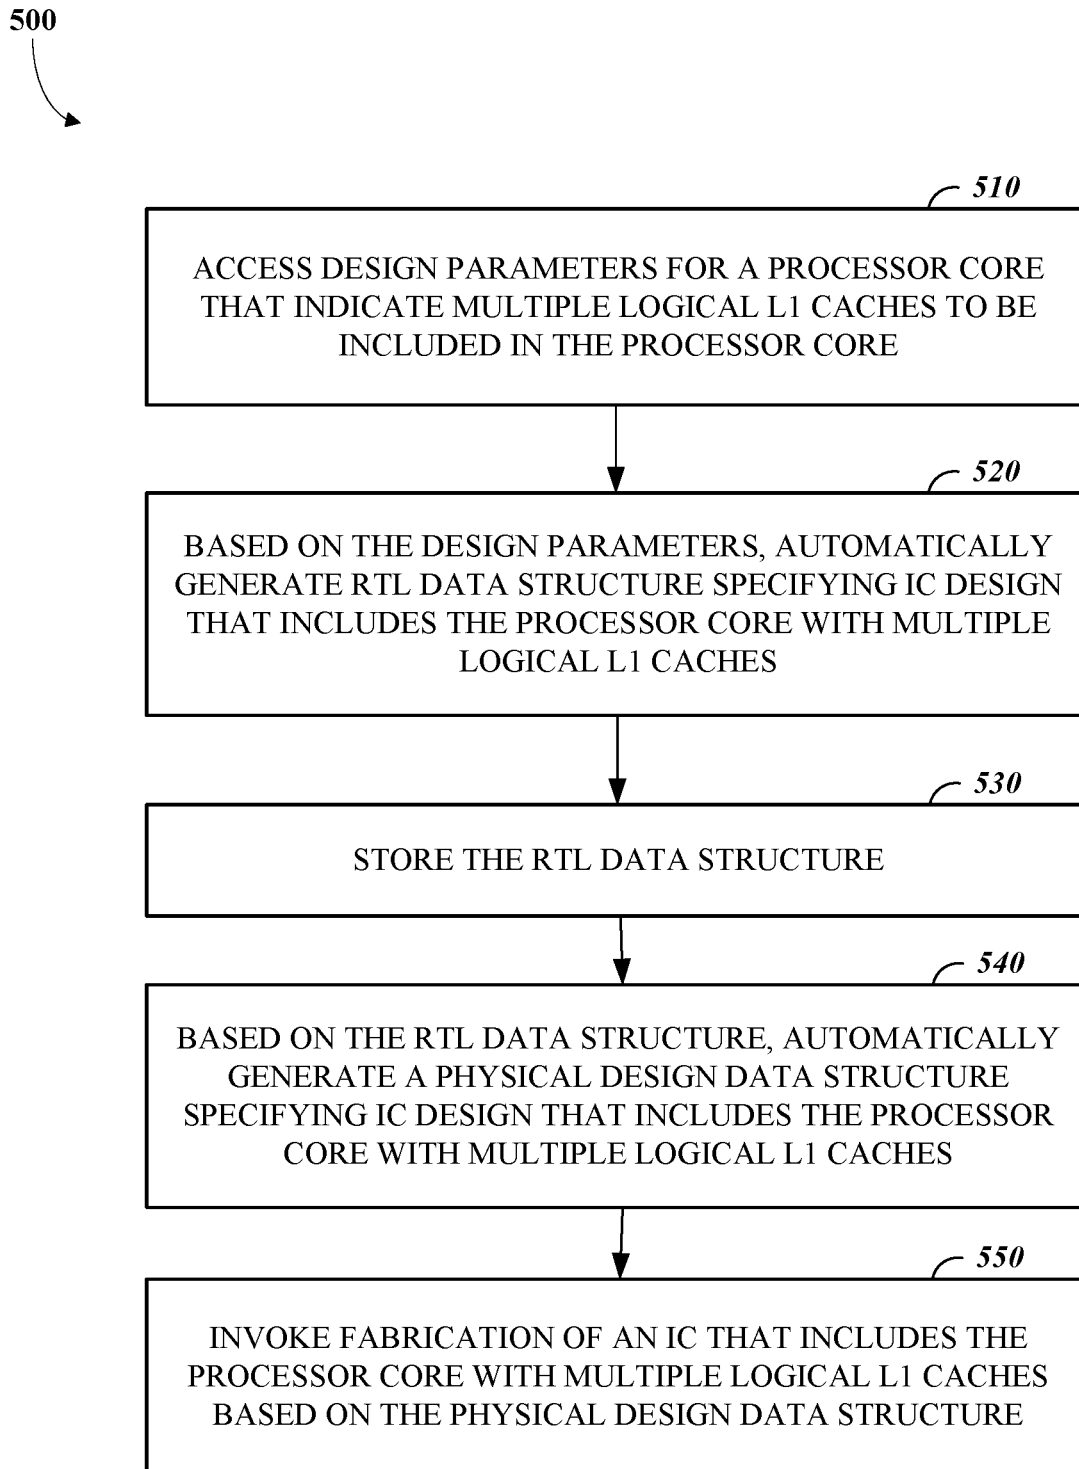 500
510
ACCESS DESIGN PARAMETERS FOR A PROCESSOR CORE
THAT INDICATE MULTIPLE LOGICAL L1 CACHES TO BE
INCLUDED IN THE PROCESSOR CORE
520
BASED ON THE DESIGN PARAMETERS, AUTOMATICALLY
GENERATE RTL DATA STRUCTURE SPECIFYING IC DESIGN
THAT INCLUDES THE PROCESSOR CORE WITH MULTIPLE
LOGICAL L1 CACHES
530
STORE THE RTL DATA STRUCTURE
540
BASED ON THE RTL DATA STRUCTURE, AUTOMATICALLY
GENERATE A PHYSICAL DESIGN DATA STRUCTURE
SPECIFYING IC DESIGN THAT INCLUDES THE PROCESSOR
CORE WITH MULTIPLE LOGICAL L1 CACHES
550
INVOKE FABRICATION OF AN IC THAT INCLUDES THE
PROCESSOR CORE WITH MULTIPLE LOGICAL L1 CACHES
BASED ON THE PHYSICAL DESIGN DATA STRUCTURE